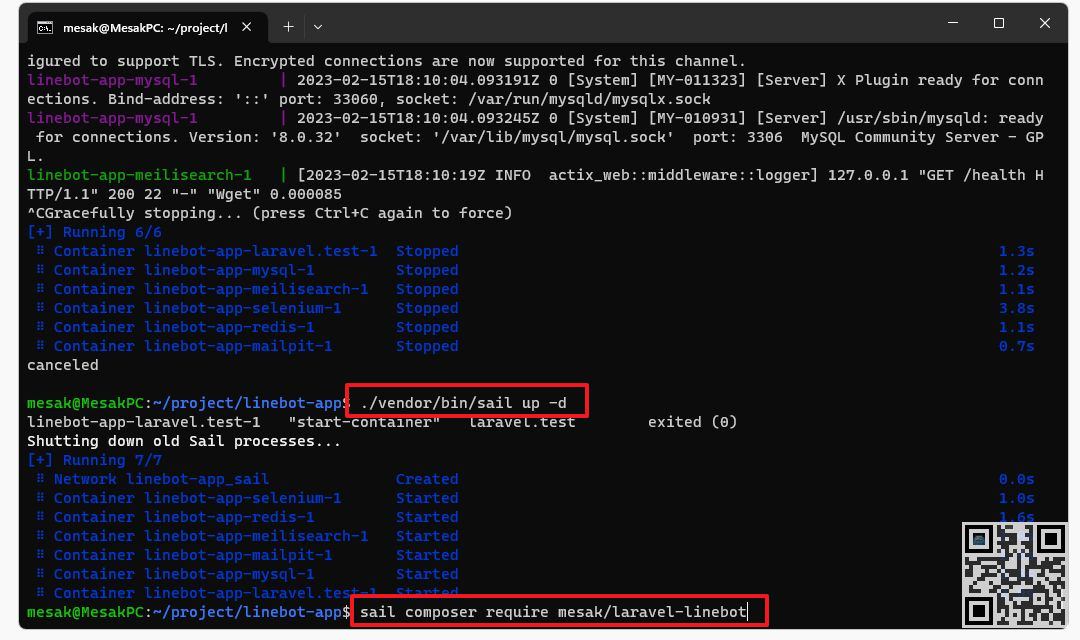 mesak@MesakPC: ~/project/l
igured to support TLS. Encrypted connections are now supported for this channel.
linebot-app-mysql-1 | 2023-02-15T18:10:04.093191Z 0 [System] [MY-011323] [Server] X Plugin ready for conn
ections. Bind-address: '::' port: 33060, socket: /var/run/mysqld/mysqlx.sock
linebot-app-mysql-1 | 2023-02-15T18:10:04.093245Z 0 [System] [MY-010931] [Server] /usr/sbin/mysqld: ready
for connections. Version: '8.0.32' socket: '/var/lib/mysql/mysql.sock' port: 3306 MySQL Community Server - GP
L.
linebot-app-meilisearch-1 | [2023-02-15T18:10:19Z INFO actix_web::middleware::logger] 127.0.0.1 "GET /health H
TTP/1.1" 200 22 "-" "Wget" 0.000085
^CGracefully stopping... (press Ctrl+C again to force)
[+] Running 6/6
⠿ Container linebot-app-laravel.test-1 Stopped 1.3s
⠿ Container linebot-app-mysql-1 Stopped 1.2s
⠿ Container linebot-app-meilisearch-1 Stopped 1.1s
⠿ Container linebot-app-selenium-1 Stopped 3.8s
⠿ Container linebot-app-redis-1 Stopped 1.1s
⠿ Container linebot-app-mailpit-1 Stopped 0.7s
canceled
mesak@MesakPC:~/project/linebot-app$ ./vendor/bin/sail up -d
linebot-app-laravel.test-1 "start-container" laravel.test exited (0)
Shutting down old Sail processes...
[+] Running 7/7
⠿ Network linebot-app_sail Created 0.0s
⠿ Container linebot-app-selenium-1 Started 1.0s
⠿ Container linebot-app-redis-1 Started 1.6s
⠿ Container linebot-app-meilisearch-1 Started
⠿ Container linebot-app-mailpit-1 Started
⠿ Container linebot-app-mysql-1 Started
⠿ Container linebot-app-laravel.test-1 Started
mesak@MesakPC:~/project/linebot-app$ sail composer require mesak/laravel-linebot